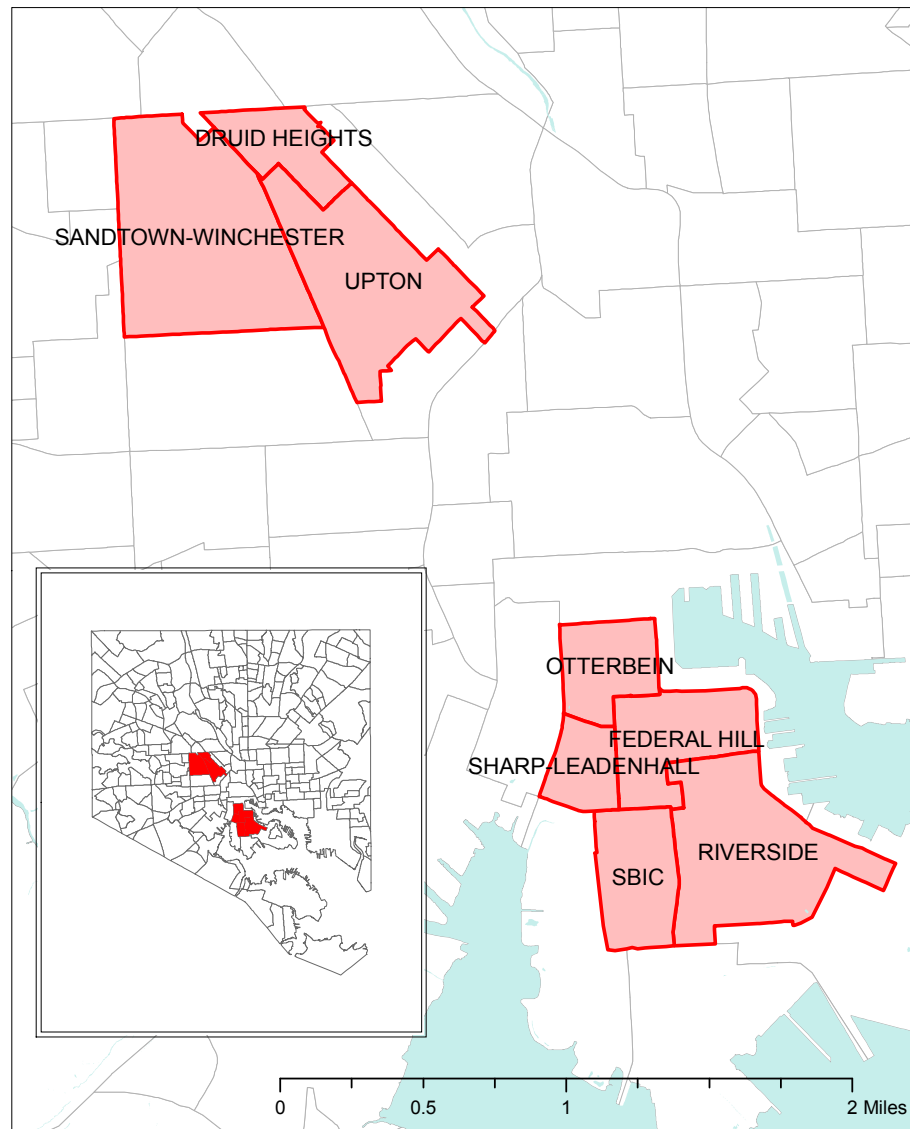 DRUID HEIGHTS
SANDTOWN-WINCHESTER
UPTON
OTTERBEIN
FEDERAL HILL
SHARP-LEADENHALL
RIVERSIDE
SBIC
0 0.5 1 2 Miles